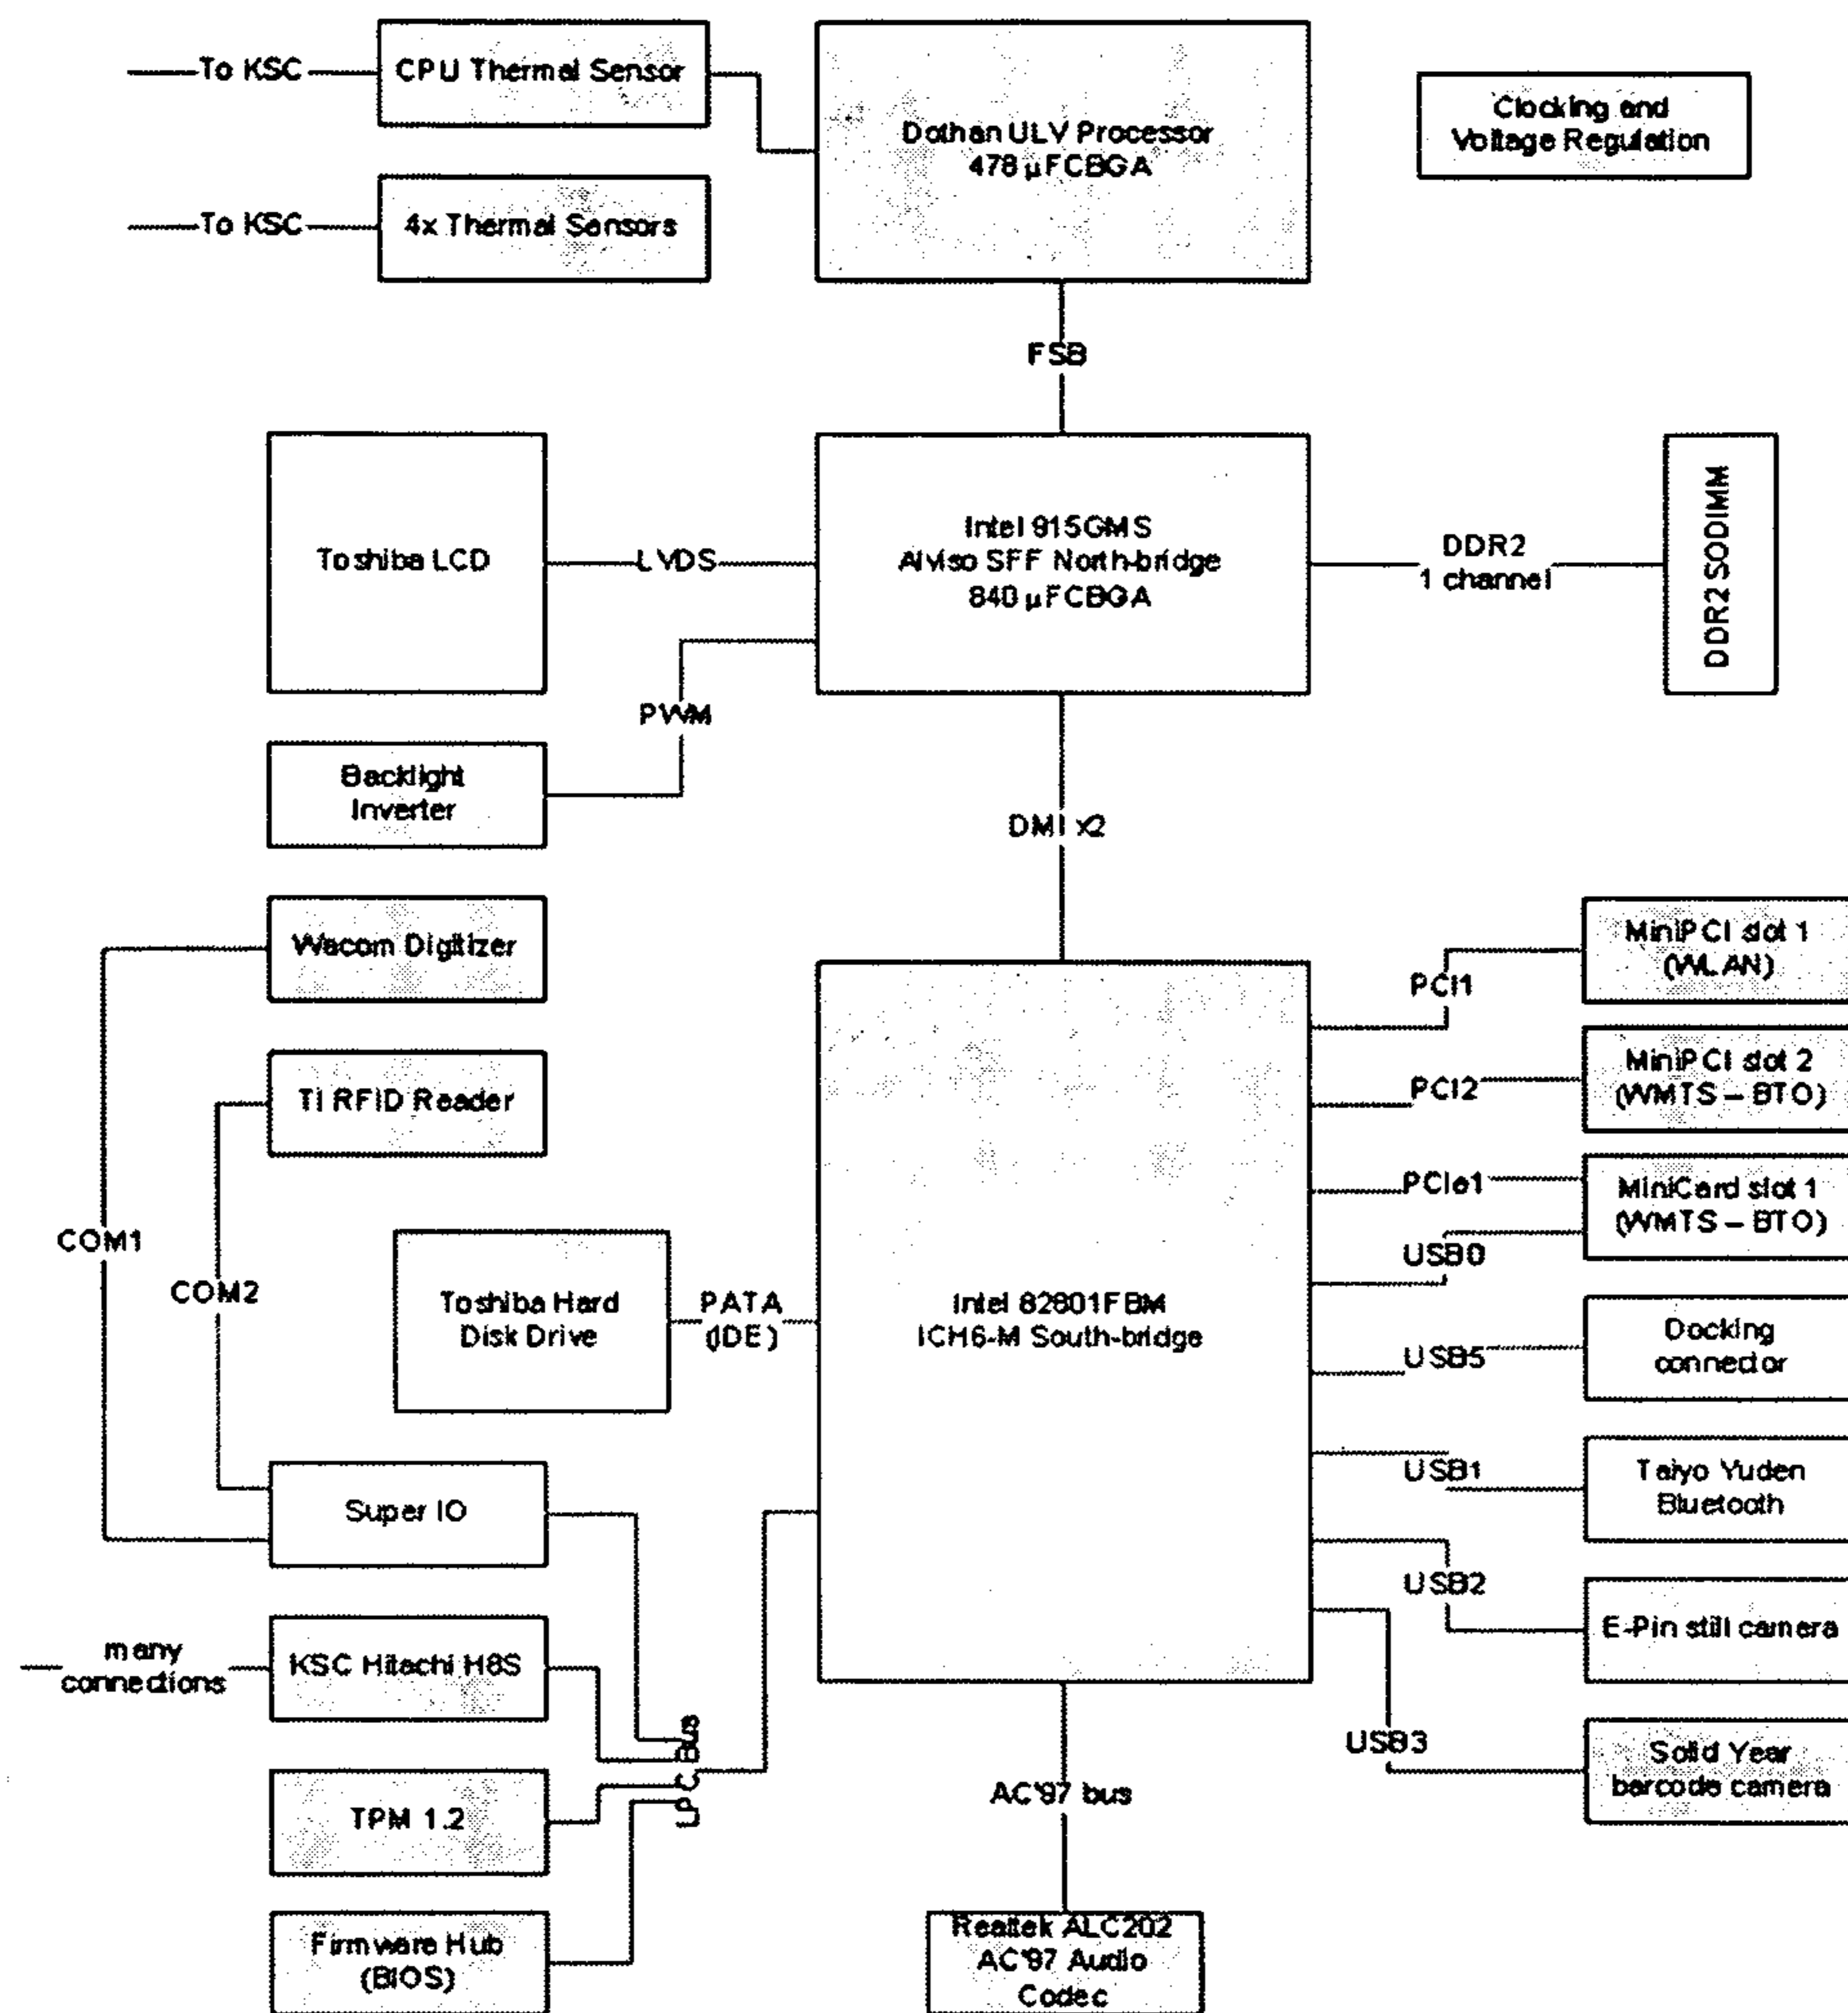 To KSC
CPU Thermal Sensor
Dothan ULV Processor
478 µFCBGA
Clocking and
Voltage Regulation
To KSC
4x Thermal Sensors
FSB
Toshiba LCD
LVDS
Intel 915GMS
Alviso SFF North-bridge
840 µFCBGA
DDR2
1 channel
DDR2 SODIMM
PWM
Backlight
Inverter
DMI x2
Wacom Digitizer
TI RFID Reader
COM1
COM2
Toshiba Hard
Disk Drive
PATA
(IDE)
Intel 82801FBM
ICH6-M South-bridge
PCI1
MiniPCI slot 1
(WLAN)
PCI2
MiniPCI slot 2
(WMTS – BTO)
PCIe1
MiniCard slot 1
(WMTS – BTO)
USB0
USB5
Docking
connector
USB1
Taiyo Yuden
Bluetooth
USB2
E-Pin still camera
USB3
Solid Year
barcode camera
Super IO
many
connections
KSC Hitachi H8S
LPC Bus
TPM 1.2
Firmware Hub
(BIOS)
AC'97 bus
Realtek ALC202
AC'97 Audio
Codec